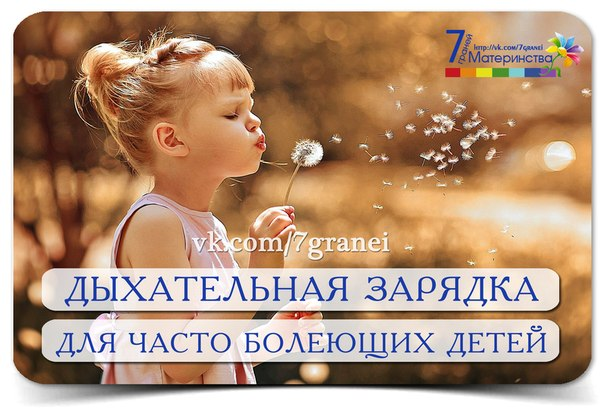 7 граней
http://vk.com/7granei
Материнства
vk.com/7granei
ДЫХАТЕЛЬНАЯ ЗАРЯДКА
ДЛЯ ЧАСТО БОЛЕЮЩИХ ДЕТЕЙ